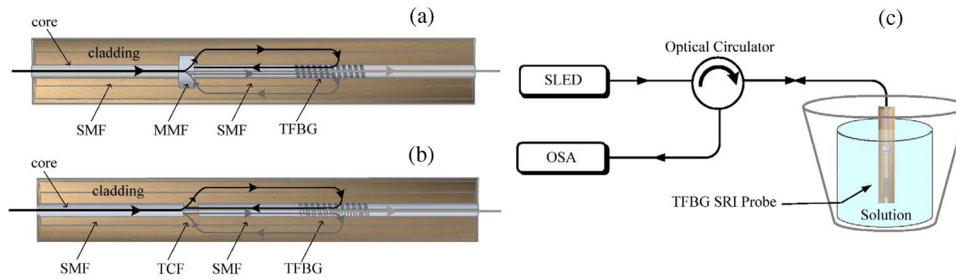 (a)
core
cladding
SMF
MMF
SMF
TFBG
(b)
core
cladding
SMF
TCF
SMF
TFBG
(c)
Optical Circulator
SLED
OSA
TFBG SRI Probe
Solution